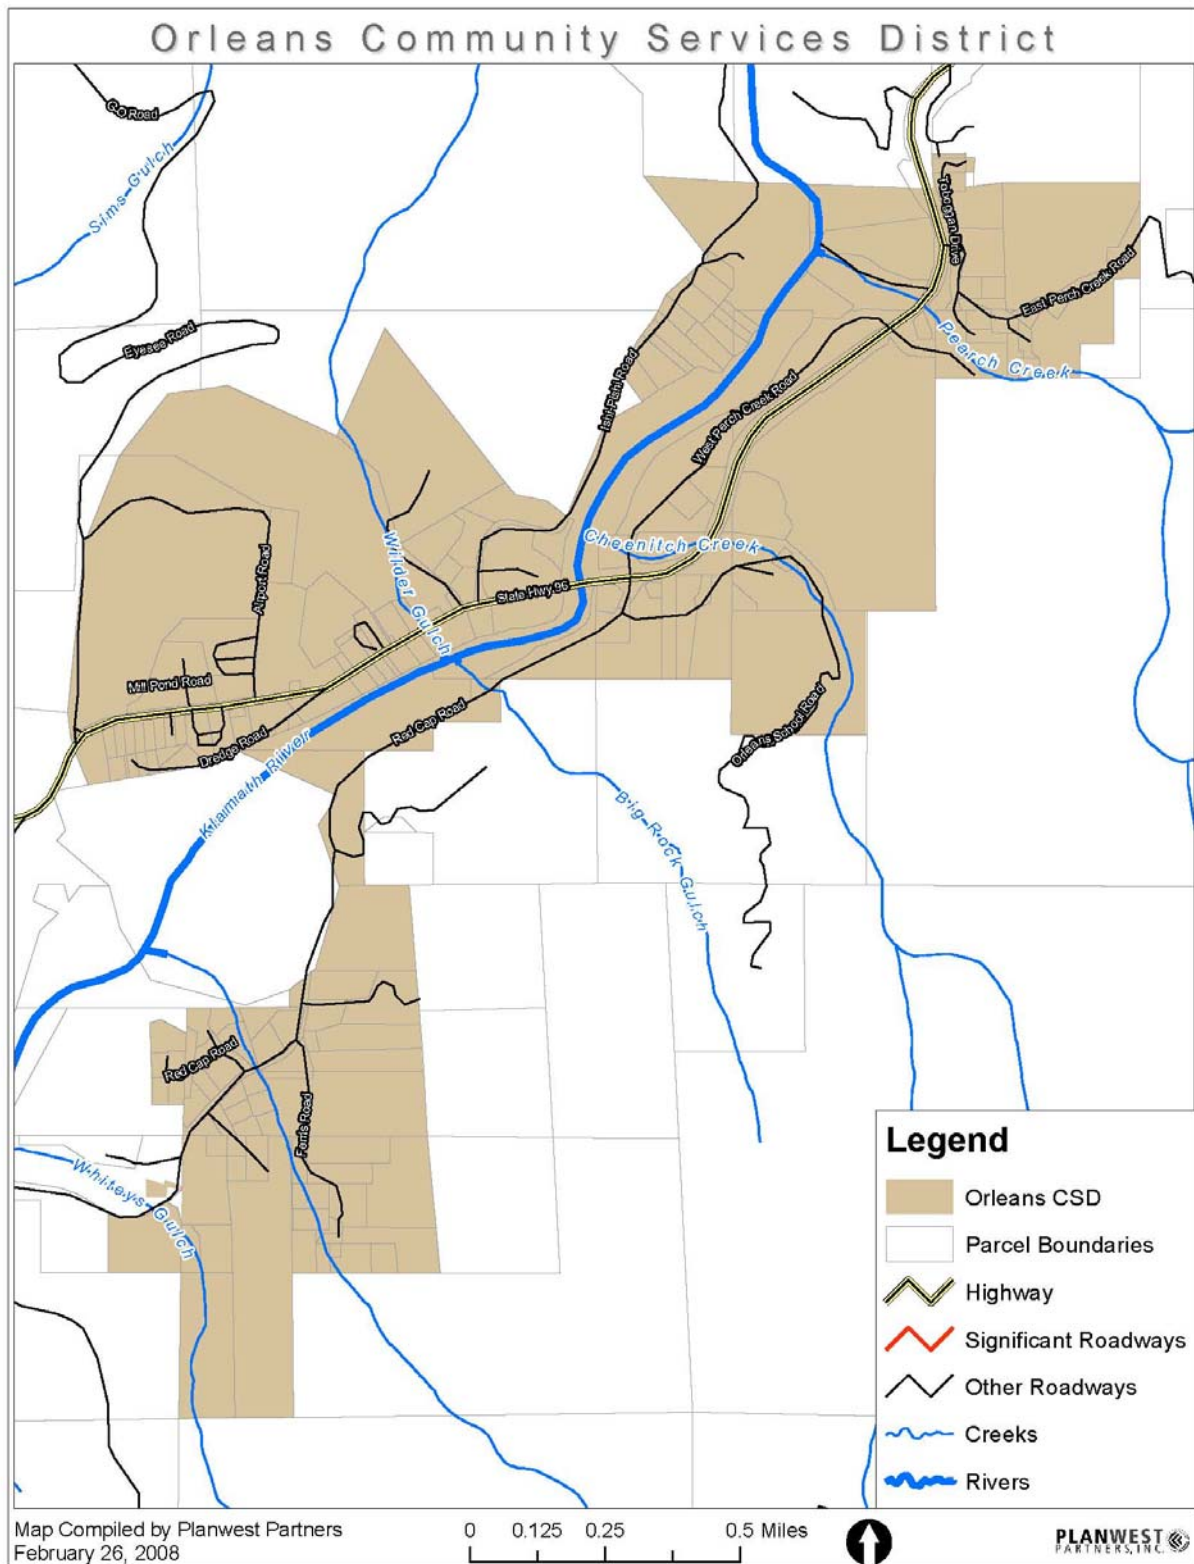 Orleans Community Services District
G-O Road
Sims Gulch
Eyesee Road
Toboggan Drive
East Perch Creek Road
Pearch Creek
Ishi Pishi Road
West Perch Creek Road
Cheenitch Creek
Wilder Gulch
State Hwy 96
Airport Road
Mill Pond Road
Dredge Road
Red Cap Road
Orleans School Road
Klamath River
Big Rock Gulch
Red Cap Road
Ferris Road
Whiteys Gulch
Legend
Orleans CSD
Parcel Boundaries
Highway
Significant Roadways
Other Roadways
Creeks
Rivers
Map Compiled by Planwest Partners
February 26, 2008
0 0.125 0.25 0.5 Miles
PLANWEST
PARTNERS, INC.